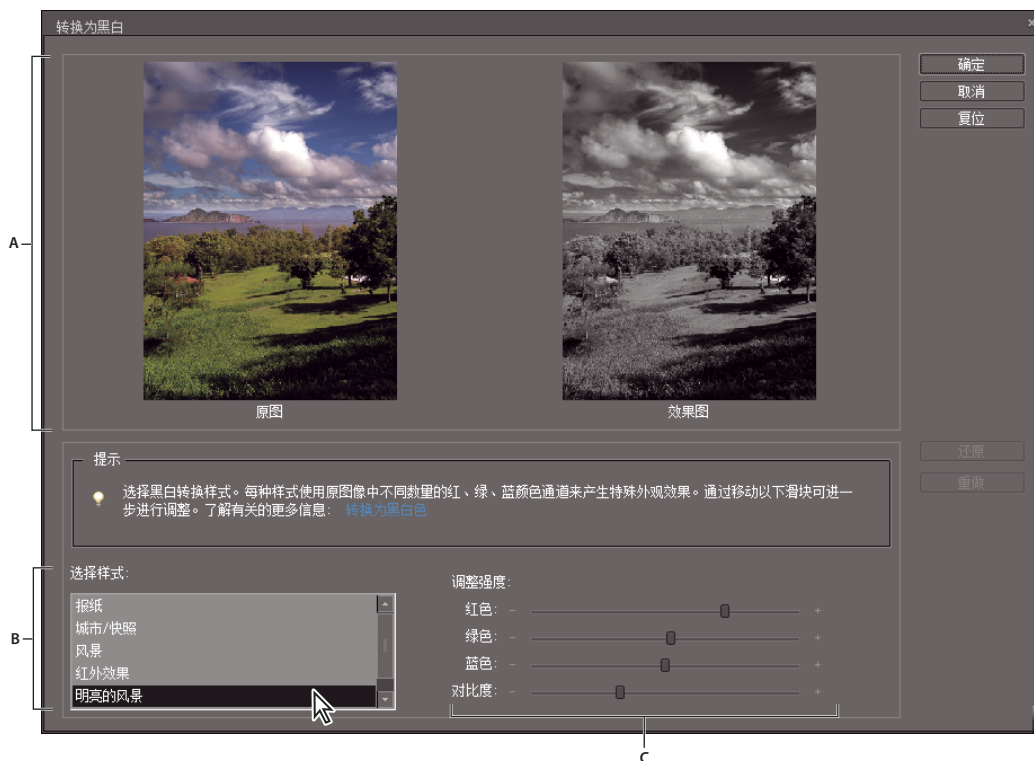 转换为黑白
确定
取消
复位
A
原图
效果图
还原
重做
提示
选择黑白转换样式。每种样式使用原图像中不同数量的红、绿、蓝颜色通道来产生特殊外观效果。通过移动以下滑块可进一
步进行调整。了解有关的更多信息: 转换为黑白色
选择样式:
报纸
城市/快照
风景
红外效果
明亮的风景
B
调整强度:
红色: - +
绿色: - +
蓝色: - +
对比度: - +
C